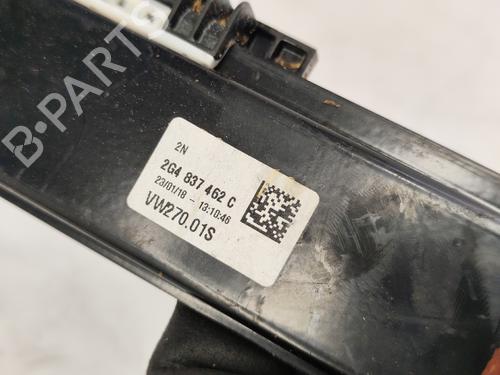 B-PARTS
2N
2G4 837 462 C
23/01/18 - 13:10:46
VW270.01S